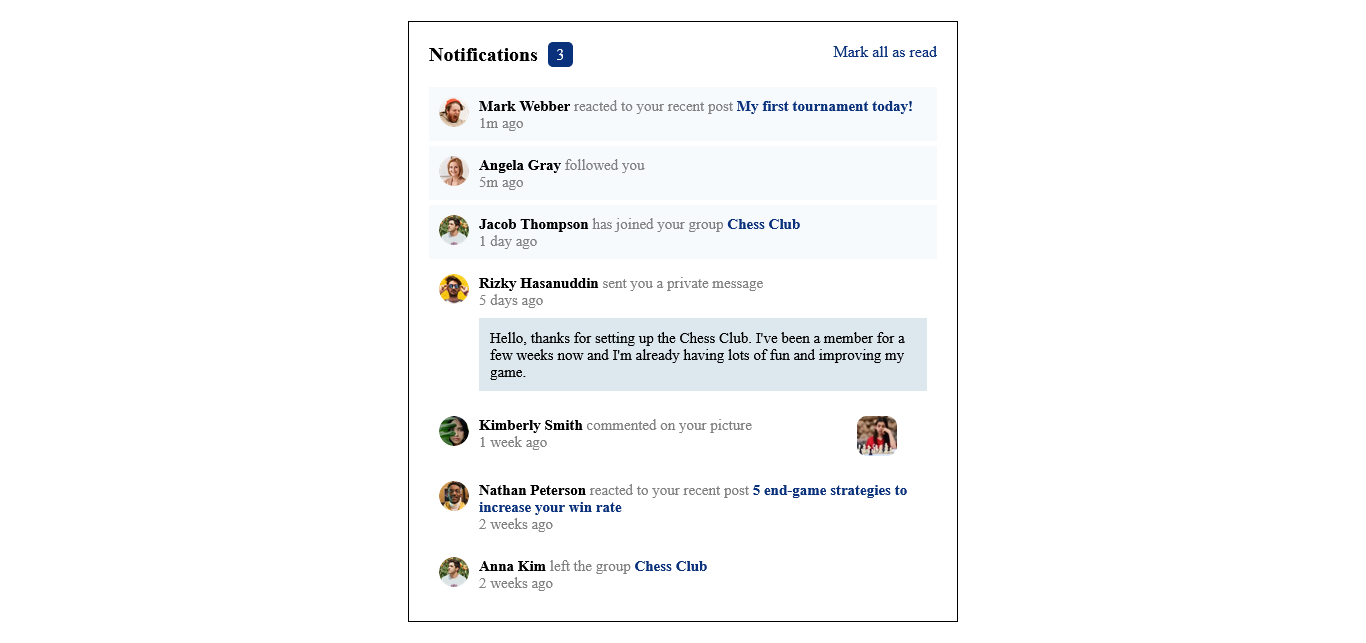 Notifications 3 Mark all as read
Mark Webber reacted to your recent post My first tournament today!
1m ago
Angela Gray followed you
5m ago
Jacob Thompson has joined your group Chess Club
1 day ago
Rizky Hasanuddin sent you a private message
5 days ago
Hello, thanks for setting up the Chess Club. I've been a member for a
few weeks now and I'm already having lots of fun and improving my
game.
Kimberly Smith commented on your picture
1 week ago
Nathan Peterson reacted to your recent post 5 end-game strategies to
increase your win rate
2 weeks ago
Anna Kim left the group Chess Club
2 weeks ago